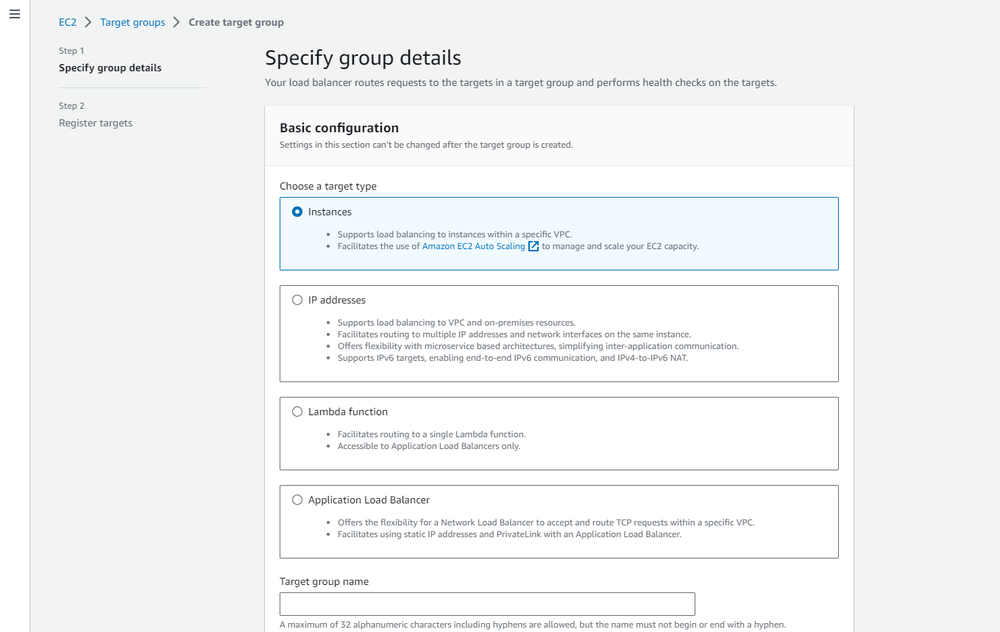 EC2 Target groups Create target group
Step 1
Specify group details
Step 2
Register targets
Specify group details
Your load balancer routes requests to the targets in a target group and performs health checks on the targets.
Basic configuration
Settings in this section can't be changed after the target group is created.
Choose a target type
Instances
• Supports load balancing to instances within a specific VPC.
• Facilitates the use of Amazon EC2 Auto Scaling to manage and scale your EC2 capacity.
IP addresses
• Supports load balancing to VPC and on-premises resources.
• Facilitates routing to multiple IP addresses and network interfaces on the same instance.
• Offers flexibility with microservice based architectures, simplifying inter-application communication.
• Supports IPv6 targets, enabling end-to-end IPv6 communication, and IPv4-to-IPv6 NAT.
Lambda function
• Facilitates routing to a single Lambda function.
• Accessible to Application Load Balancers only.
Application Load Balancer
• Offers the flexibility for a Network Load Balancer to accept and route TCP requests within a specific VPC.
• Facilitates using static IP addresses and PrivateLink with an Application Load Balancer.
Target group name
A maximum of 32 alphanumeric characters including hyphens are allowed, but the name must not begin or end with a hyphen.